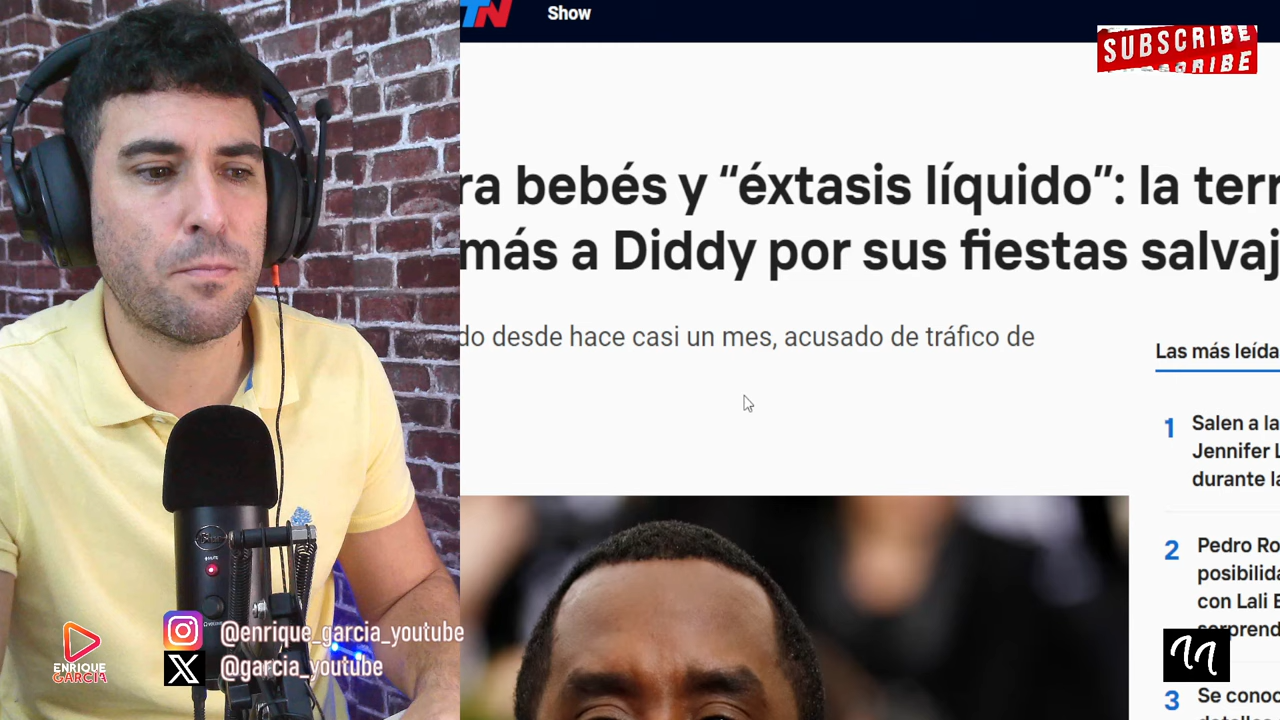 TN
Show
SUBSCRIBE
ra bebés y “éxtasis líquido”: la terr
más a Diddy por sus fiestas salvaj
do desde hace casi un mes, acusado de tráfico de
Las más leída
1
Salen a la
Jennifer L
durante la
2
Pedro Ro
posibilida
con Lali E
sorprend
3
Se conoc
ENRIQUE
GARCIA
@enrique_garcia_youtube
@garcia_youtube